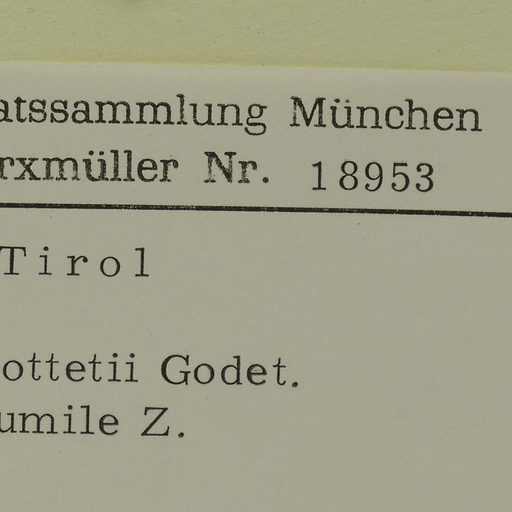 atssammlung München
rxmüller Nr. 18953
Tirol
ottetii Godet.
umile Z.